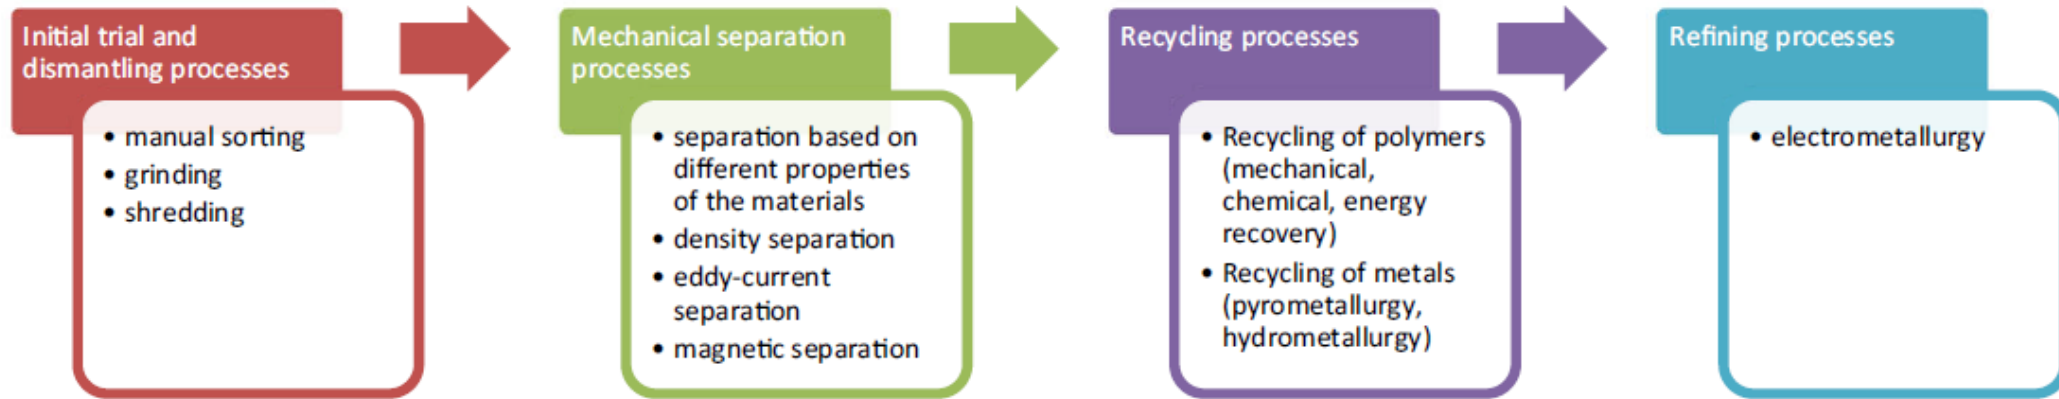 Initial trial and
dismantling processes
• manual sorting
• grinding
• shredding
Mechanical separation
processes
• separation based on
different properties
of the materials
• density separation
• eddy-current
separation
• magnetic separation
Recycling processes
• Recycling of polymers
(mechanical,
chemical, energy
recovery)
• Recycling of metals
(pyrometallurgy,
hydrometallurgy)
Refining processes
• electrometallurgy